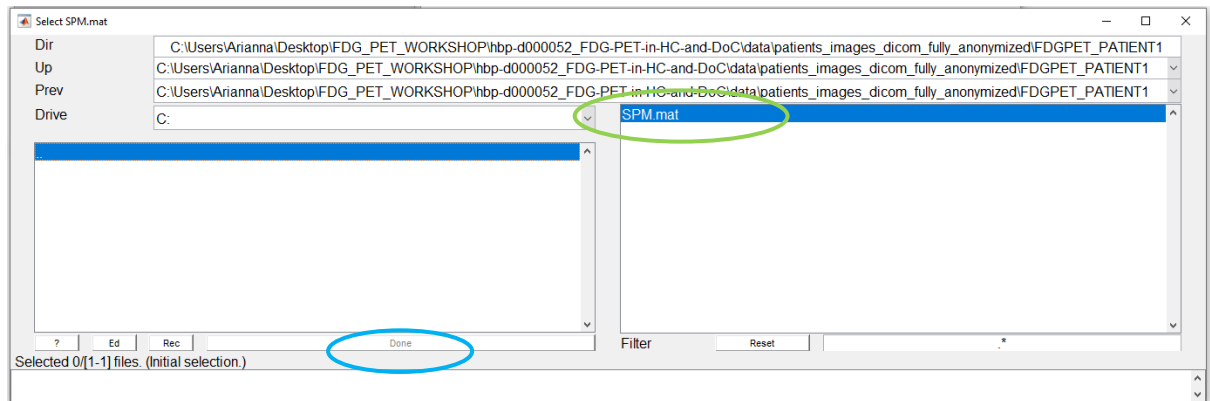 Select SPM.mat
Dir C:\Users\Arianna\Desktop\FDG_PET_WORKSHOP\hbp-d000052_FDG-PET-in-HC-and-DoC\data\patients_images_dicom_fully_anonymized\FDGPET_PATIENT1
Up C:\Users\Arianna\Desktop\FDG_PET_WORKSHOP\hbp-d000052_FDG-PET-in-HC-and-DoC\data\patients_images_dicom_fully_anonymized\FDGPET_PATIENT1
Prev C:\Users\Arianna\Desktop\FDG_PET_WORKSHOP\hbp-d000052_FDG-PET-in-HC-and-DoC\data\patients_images_dicom_fully_anonymized\FDGPET_PATIENT1
Drive C: SPM.mat
..
? Ed Rec Done Filter Reset .*
Selected 0/[1-1] files. (Initial selection.)